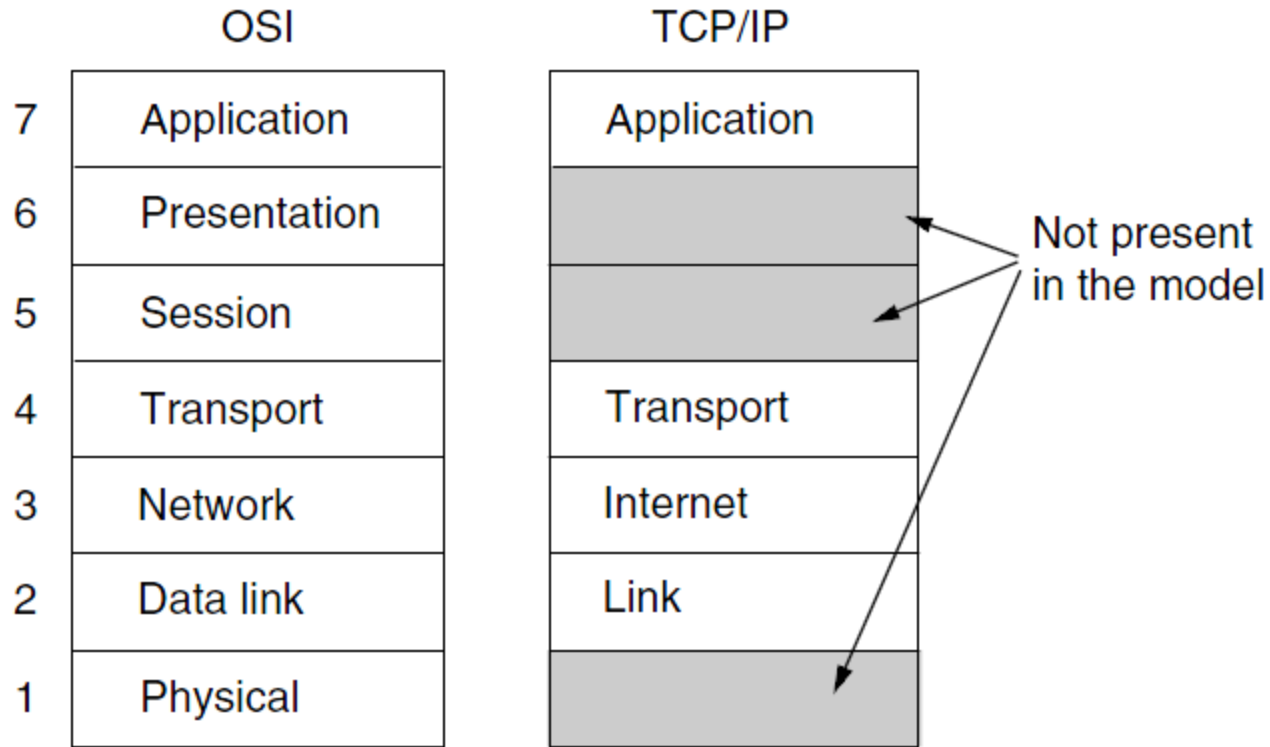 OSI TCP/IP
7 Application Application
6 Presentation
Not present
in the model
5 Session
4 Transport Transport
3 Network Internet
2 Data link Link
1 Physical